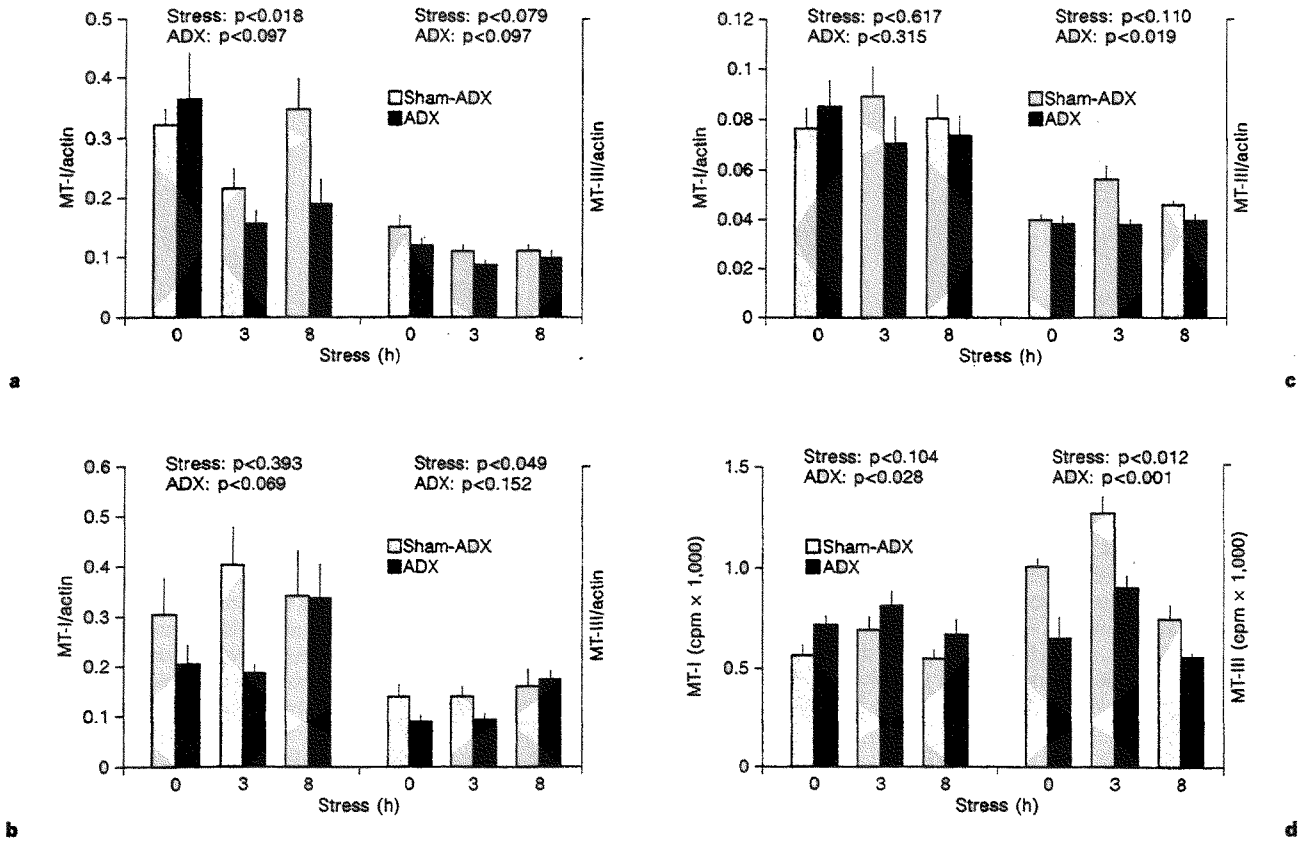 Stress: p<0.018
ADX: p<0.097
Stress: p<0.079
ADX: p<0.097
Sham-ADX
ADX
MT-I/actin
MT-III/actin
0.5
0.4
0.3
0.2
0.1
0
0 3 8 0 3 8
Stress (h)
a
Stress: p<0.617
ADX: p<0.315
Stress: p<0.110
ADX: p<0.019
Sham-ADX
ADX
MT-I/actin
MT-III/actin
0.12
0.1
0.08
0.06
0.04
0.02
0
0 3 8 0 3 8
Stress (h)
c
Stress: p<0.393
ADX: p<0.069
Stress: p<0.049
ADX: p<0.152
Sham-ADX
ADX
MT-I/actin
MT-III/actin
0.6
0.5
0.4
0.3
0.2
0.1
0
0 3 8 0 3 8
Stress (h)
b
Stress: p<0.104
ADX: p<0.028
Stress: p<0.012
ADX: p<0.001
Sham-ADX
ADX
MT-I (cpm × 1,000)
MT-III (cpm × 1,000)
1.5
1.0
0.5
0
0 3 8 0 3 8
Stress (h)
d